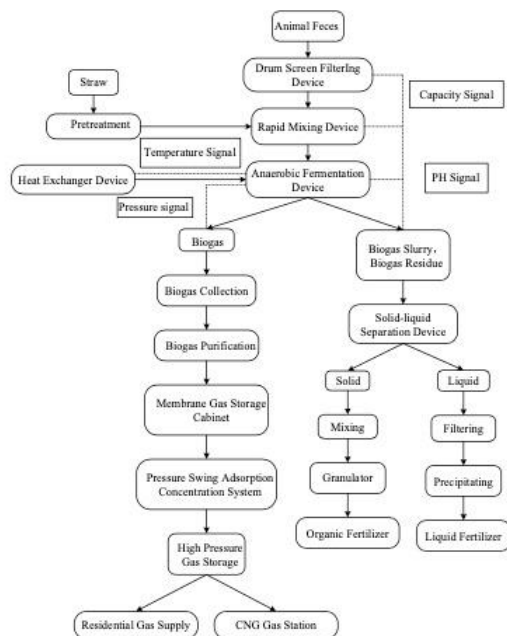 Animal Feces
Drum Screen FilterIng
Device
Straw
Capacity Signal
Pretreatment
Rapid Mixing Device
Temperature Signal
Heat Exchanger Device
Anaerobic Fermentation
Device
PH Signal
Pressure signal
Biogas
Biogas Slurry,
Biogas Residue
Biogas Collection
Solid-liquid
Separation Device
Biogas Purification
Solid
Liquid
Membrane Gas Storage
Cabinet
Mixing
Filtering
Pressure Swing Adsorption
Concentration System
Granulator
Precipitating
High Pressure
Gas Storage
Organic Fertilizer
Liquid Fertilizer
Residential Gas Supply
CNG Gas Station